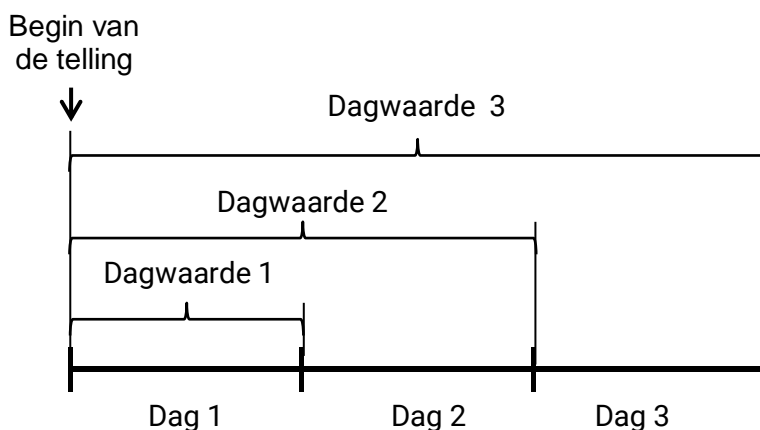 Begin van
de telling
Dagwaarde 3
Dagwaarde 2
Dagwaarde 1
Dag 1
Dag 2
Dag 3